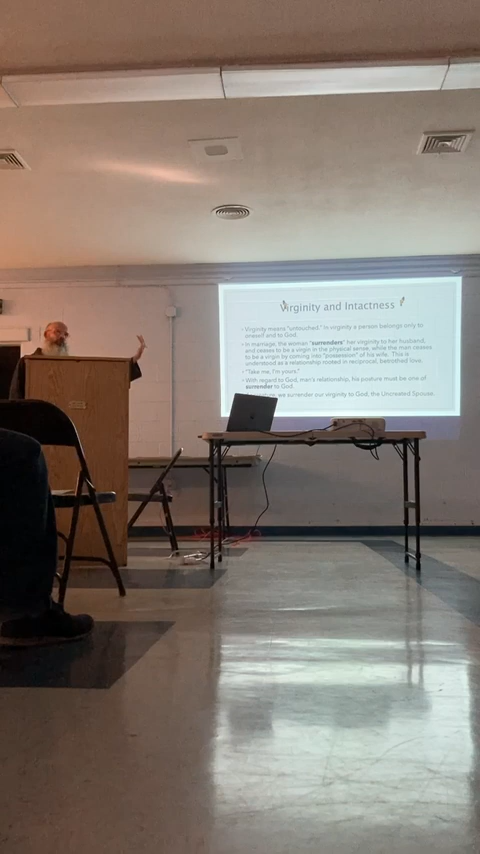 Virginity and Intactness
- Virginity means "untouched." In virginity a person belongs only to
oneself and to God.
- In marriage, the woman "surrenders" her virginity to her husband,
and ceases to be a virgin in the physical sense, while the man ceases
to be a virgin by coming into "possession" of his wife. This is
understood as a relationship rooted in reciprocal, betrothed love.
- "Take me, I'm yours."
- With regard to God, man's relationship, his posture must be one of
surrender to God.
we surrender our virginity to God, the Uncreated Spouse.